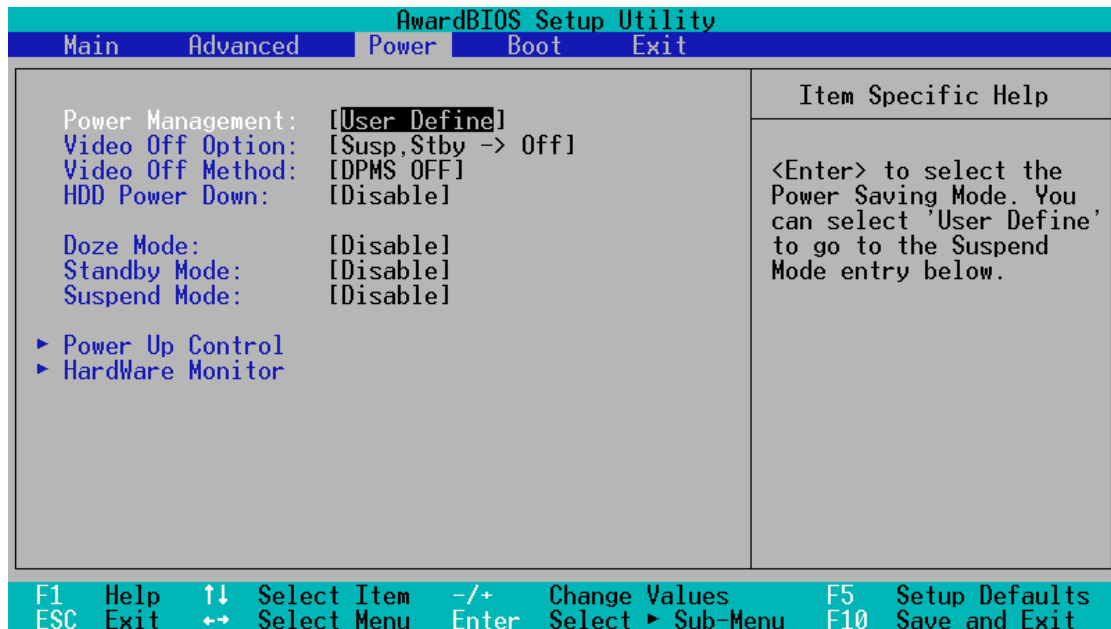 AwardBIOS Setup Utility
Main Advanced Power Boot Exit
Power Management: [User Define]
Video Off Option: [Susp,Stby -> Off]
Video Off Method: [DPMS OFF]
HDD Power Down: [Disable]
Doze Mode: [Disable]
Standby Mode: [Disable]
Suspend Mode: [Disable]
► Power Up Control
► HardWare Monitor
Item Specific Help
<Enter> to select the
Power Saving Mode. You
can select 'User Define'
to go to the Suspend
Mode entry below.
F1 Help ↑↓ Select Item -/+ Change Values F5 Setup Defaults
ESC Exit ←→ Select Menu Enter Select ► Sub-Menu F10 Save and Exit